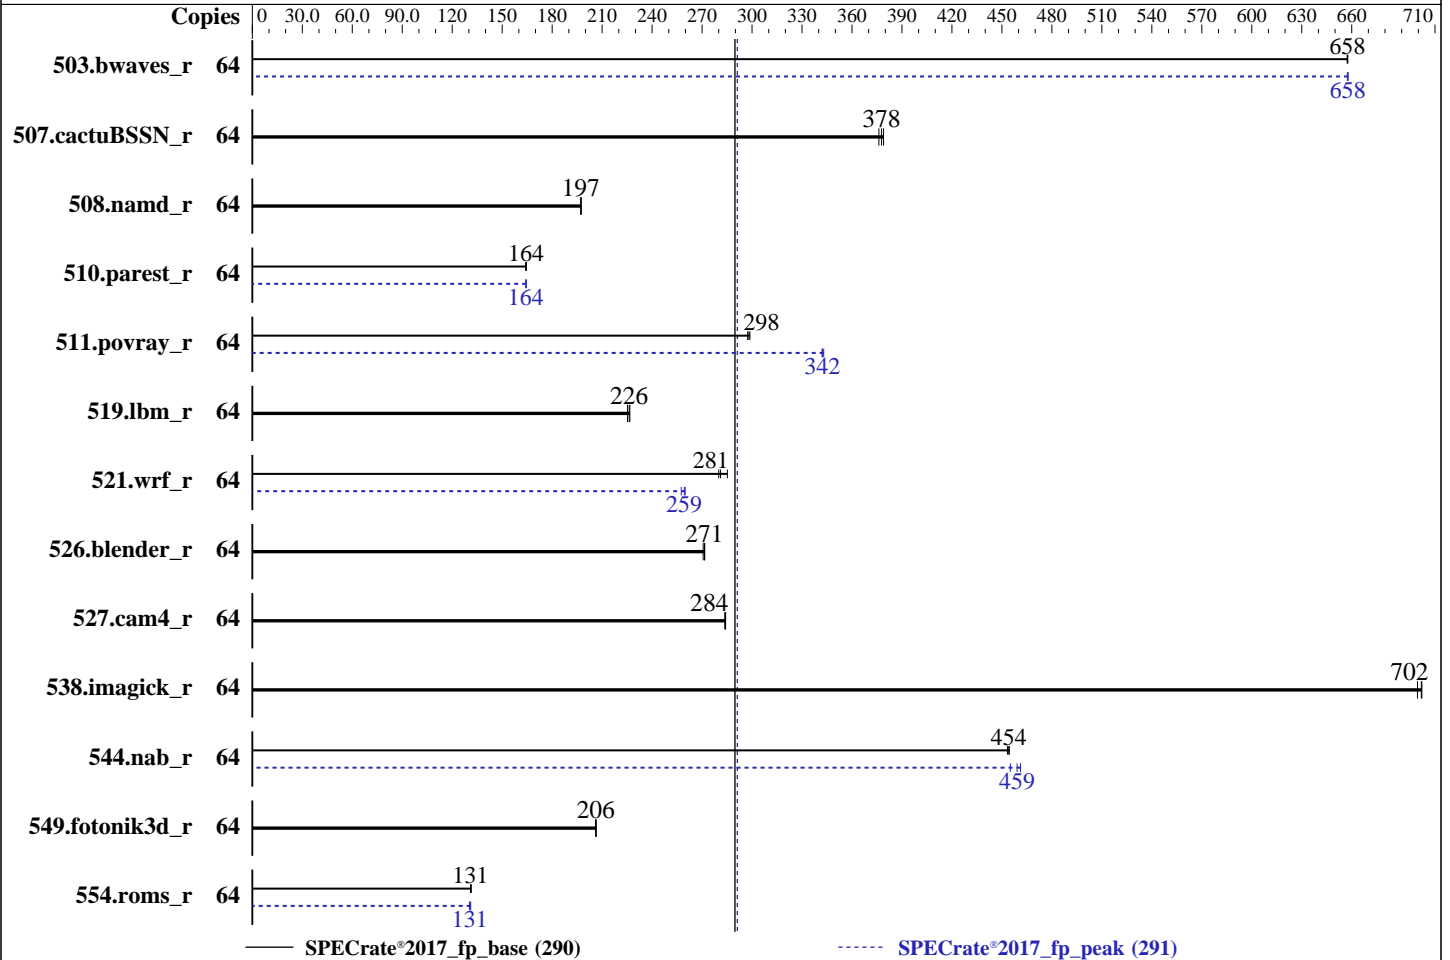 Copies 0 30.0 60.0 90.0 120 150 180 210 240 270 300 330 360 390 420 450 480 510 540 570 600 630 660 710
503.bwaves_r 64 658
658
507.cactuBSSN_r 64 378
508.namd_r 64 197
510.parest_r 64 164
164
511.povray_r 64 298
342
519.lbm_r 64 226
521.wrf_r 64 281
259
526.blender_r 64 271
527.cam4_r 64 284
538.imagick_r 64 702
544.nab_r 64 454
459
549.fotonik3d_r 64 206
554.roms_r 64 131
131
SPECrate®2017_fp_base (290) SPECrate®2017_fp_peak (291)